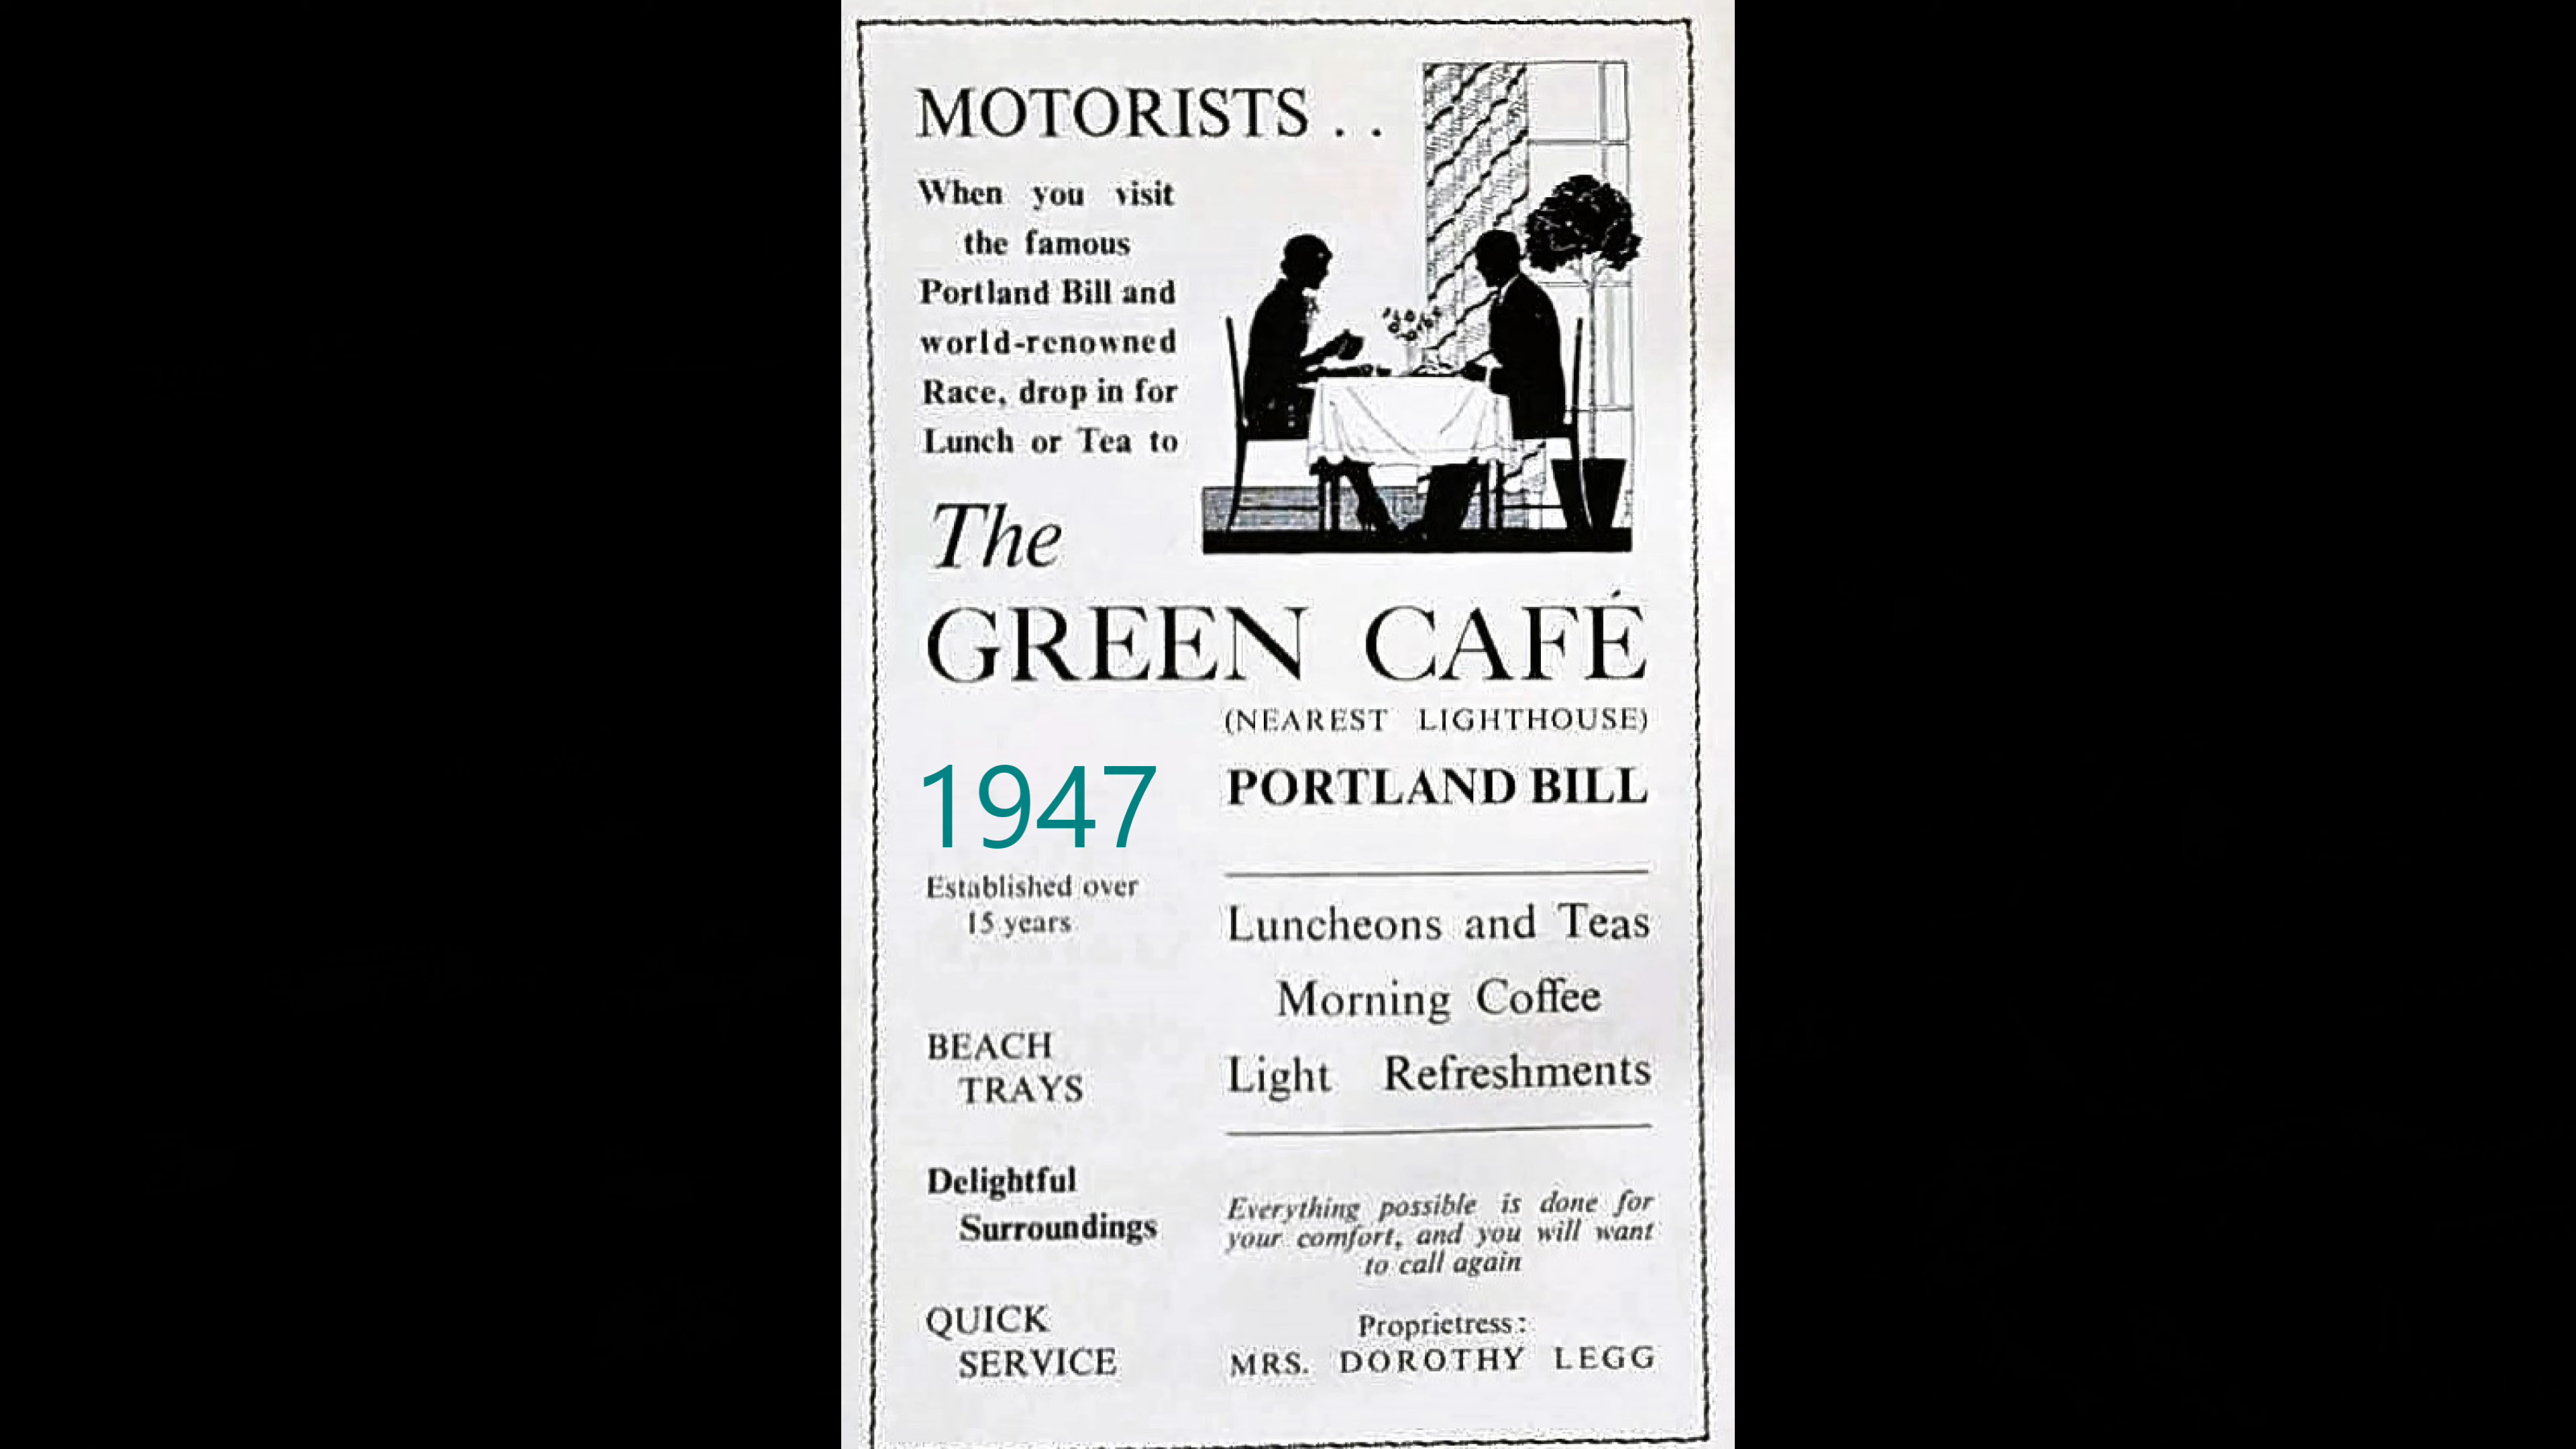 MOTORISTS . .
When you visit
the famous
Portland Bill and
world-renowned
Race, drop in for
Lunch or Tea to
The
GREEN CAFÉ
(NEAREST LIGHTHOUSE)
PORTLAND BILL
1947
Established over
15 years
BEACH
TRAYS
Delightful
Surroundings
QUICK
SERVICE
Luncheons and Teas
Morning Coffee
Light Refreshments
Everything possible is done for
your comfort, and you will want
to call again
Proprietress:
MRS. DOROTHY LEGG